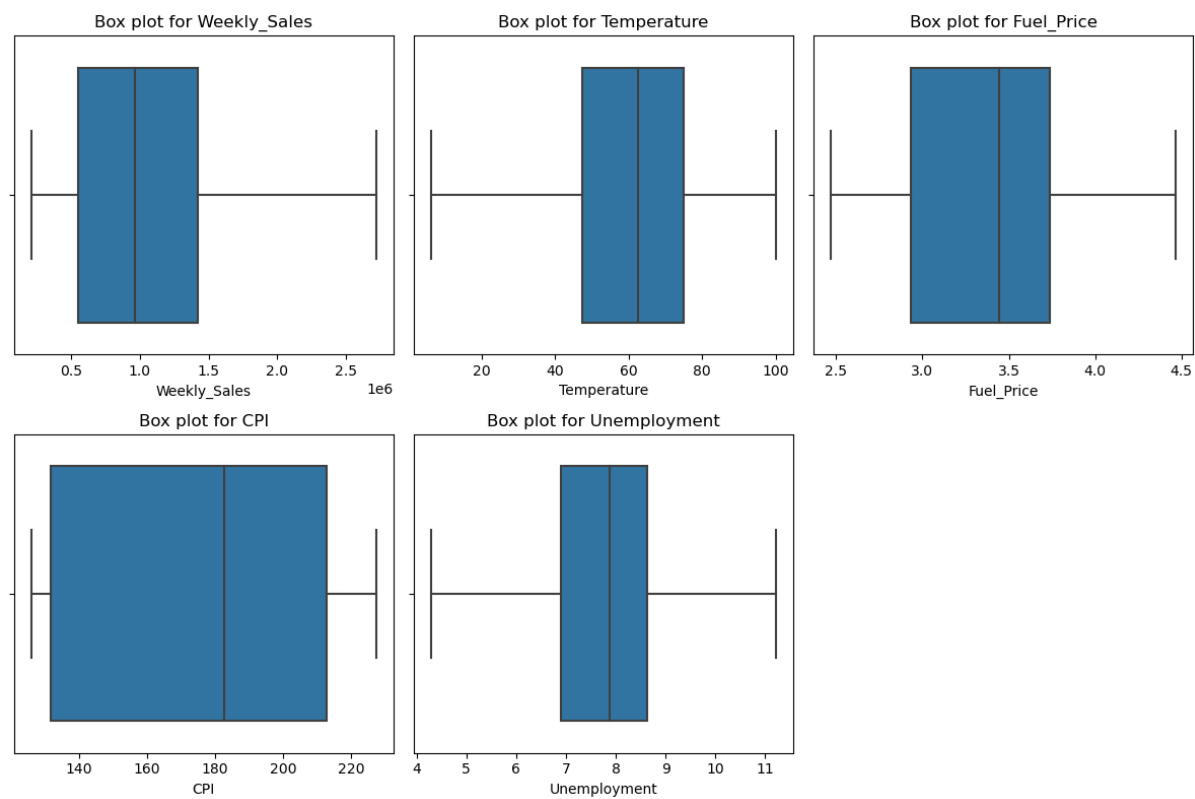 Box plot for Weekly_Sales
0.5 1.0 1.5 2.0 2.5
1e6
Weekly_Sales
Box plot for Temperature
20 40 60 80 100
Temperature
Box plot for Fuel_Price
2.5 3.0 3.5 4.0 4.5
Fuel_Price
Box plot for CPI
140 160 180 200 220
CPI
Box plot for Unemployment
4 5 6 7 8 9 10 11
Unemployment